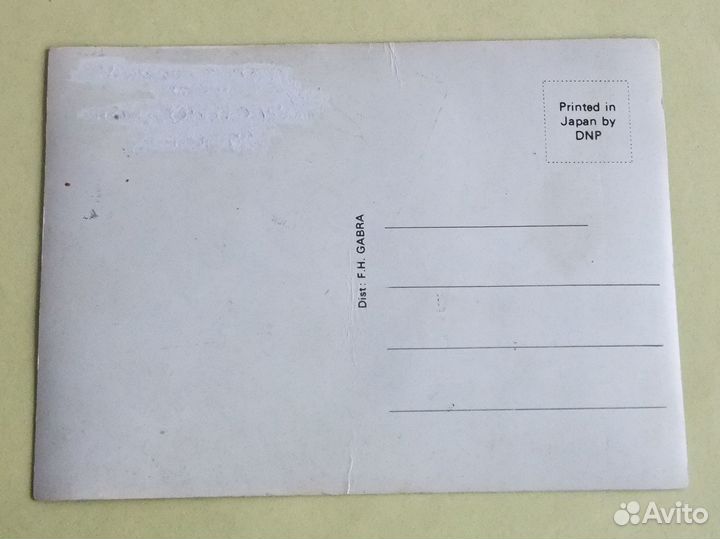 Printed in
Japan by
DNP
Dist: F.H. GABRA
Avito